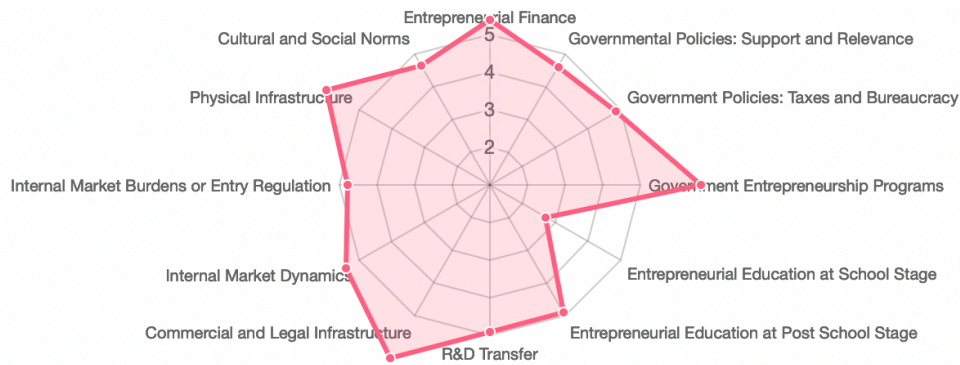 Entrepreneurial Finance
Cultural and Social Norms
Governmental Policies: Support and Relevance
5
Physical Infrastructure
Government Policies: Taxes and Bureaucracy
4
3
2
Internal Market Burdens or Entry Regulation
Government Entrepreneurship Programs
Internal Market Dynamics
Entrepreneurial Education at School Stage
Commercial and Legal Infrastructure
Entrepreneurial Education at Post School Stage
R&D Transfer